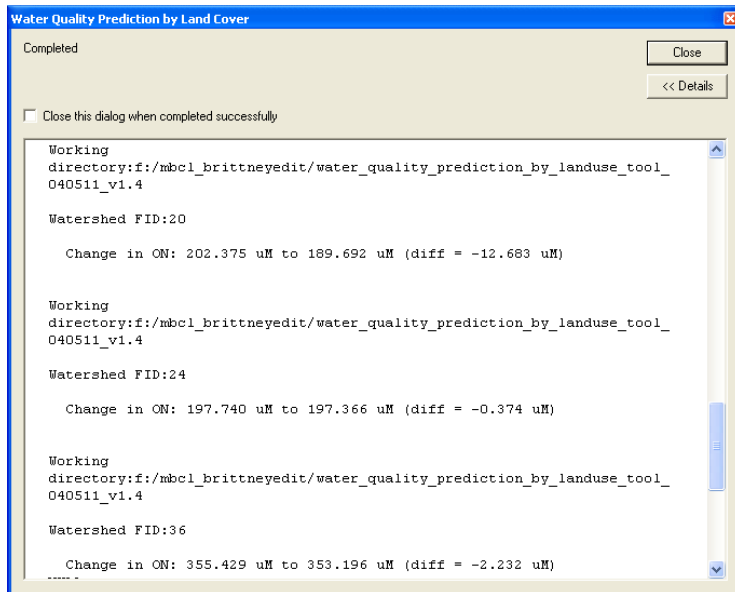 Water Quality Prediction by Land Cover
Completed
Close
<< Details
Close this dialog when completed successfully
Working
directory:f:/mbcl_brittneyedit/water_quality_prediction_by_landuse_tool_
040511_v1.4
Watershed FID:20
Change in ON: 202.375 uM to 189.692 uM (diff = -12.683 uM)
Working
directory:f:/mbcl_brittneyedit/water_quality_prediction_by_landuse_tool_
040511_v1.4
Watershed FID:24
Change in ON: 197.740 uM to 197.366 uM (diff = -0.374 uM)
Working
directory:f:/mbcl_brittneyedit/water_quality_prediction_by_landuse_tool_
040511_v1.4
Watershed FID:36
Change in ON: 355.429 uM to 353.196 uM (diff = -2.232 uM)